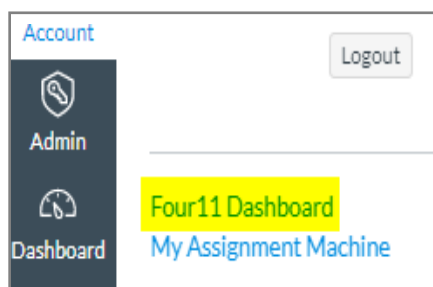 Account
Logout
Admin
Four11 Dashboard
Dashboard
My Assignment Machine